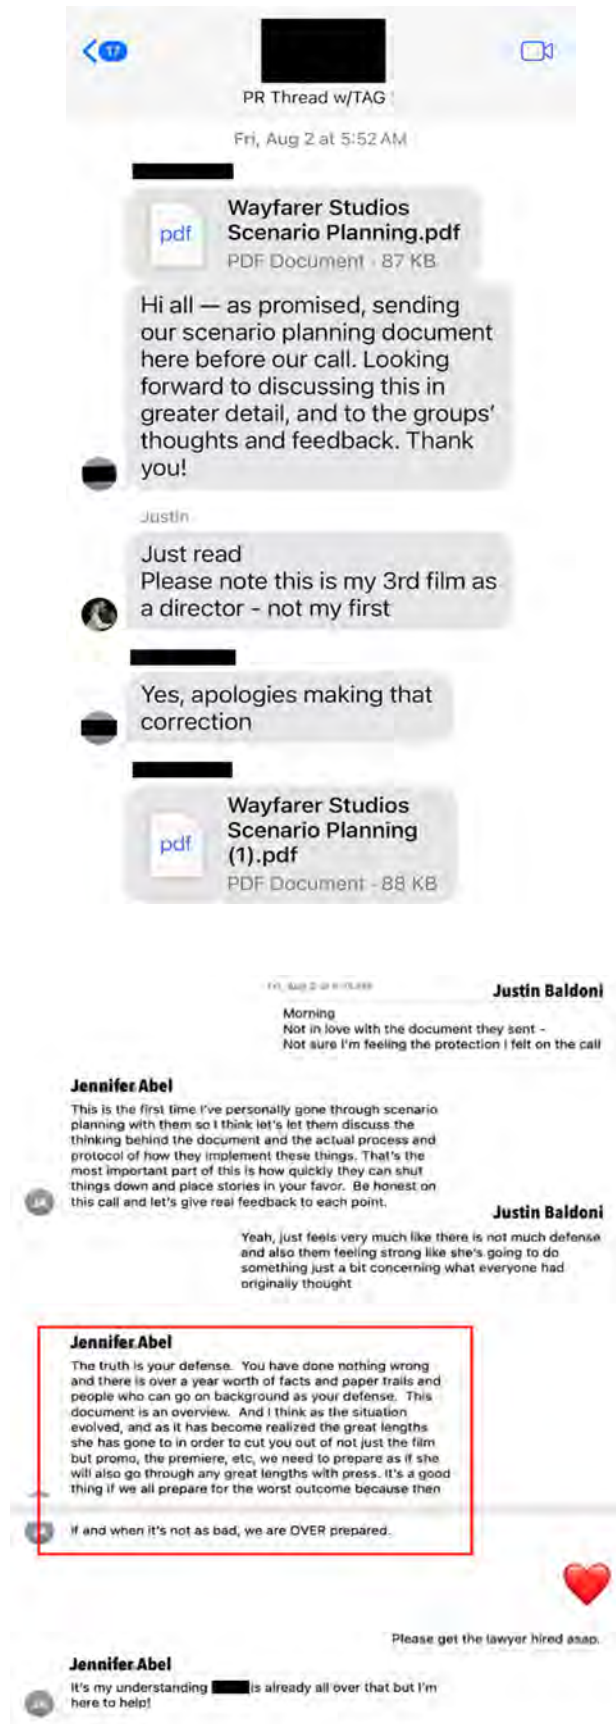 17
PR Thread w/TAG
Fri, Aug 2 at 5:52 AM
Wayfarer Studios
Scenario Planning.pdf
pdf
PDF Document · 87 KB
Hi all — as promised, sending
our scenario planning document
here before our call. Looking
forward to discussing this in
greater detail, and to the groups'
thoughts and feedback. Thank
you!
Justin
Just read
Please note this is my 3rd film as
a director - not my first
Yes, apologies making that
correction
Wayfarer Studios
Scenario Planning
(1).pdf
pdf
PDF Document · 88 KB
Fri, Aug 2 at
Justin Baldoni
Morning
Not in love with the document they sent -
Not sure I'm feeling the protection I felt on the call
Jennifer Abel
This is the first time I've personally gone through scenario
planning with them so I think let's let them discuss the
thinking behind the document and the actual process and
protocol of how they implement these things. That's the
most important part of this is how quickly they can shut
things down and place stories in your favor. Be honest on
this call and let's give real feedback to each point.
JA
Justin Baldoni
Yeah, just feels very much like there is not much defense
and also them feeling strong like she's going to do
something just a bit concerning what everyone had
originally thought
Jennifer Abel
The truth is your defense. You have done nothing wrong
and there is over a year worth of facts and paper trails and
people who can go on background as your defense. This
document is an overview. And I think as the situation
evolved, and as it has become realized the great lengths
she has gone to in order to cut you out of not just the film
but promo, the premiere, etc, we need to prepare as if she
will also go through any great lengths with press. It's a good
thing if we all prepare for the worst outcome because then
if and when it's not as bad, we are OVER prepared.
Please get the lawyer hired asap.
Jennifer Abel
It's my understanding is already all over that but I'm
here to help!
JA